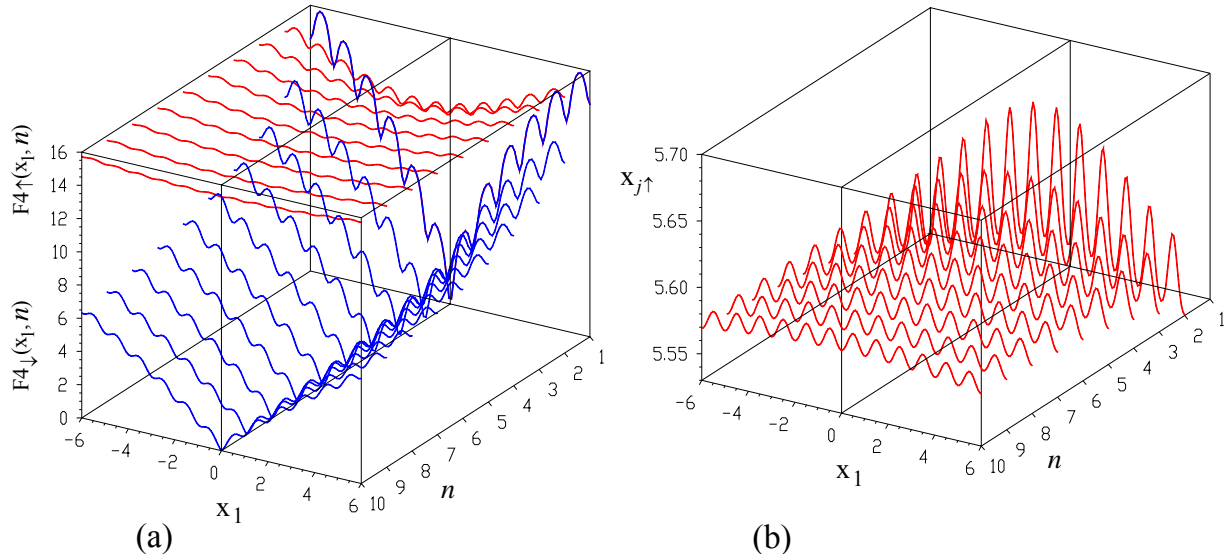 F4↑(x1, n)
F4↓(x1, n)
16
14
12
10
8
6
4
2
0
-6 -4 -2 0 2 4 6
x1
10 9 8 7 6 5 4 3 2 1
n
(a)
xj↑
5.70
5.65
5.60
5.55
-6 -4 -2 0 2 4 6
x1
10 9 8 7 6 5 4 3 2 1
n
(b)